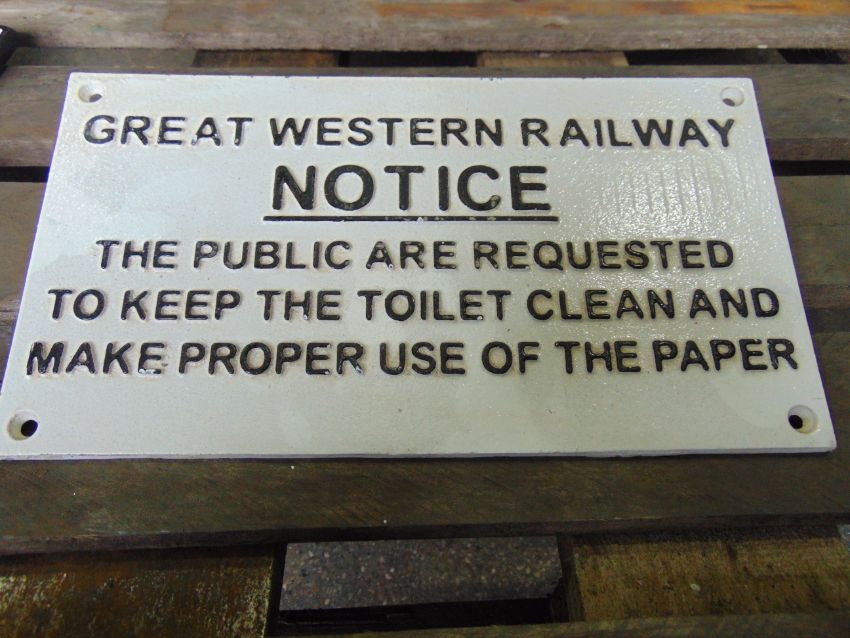 GREAT WESTERN RAILWAY
NOTICE
THE PUBLIC ARE REQUESTED
TO KEEP THE TOILET CLEAN AND
MAKE PROPER USE OF THE PAPER